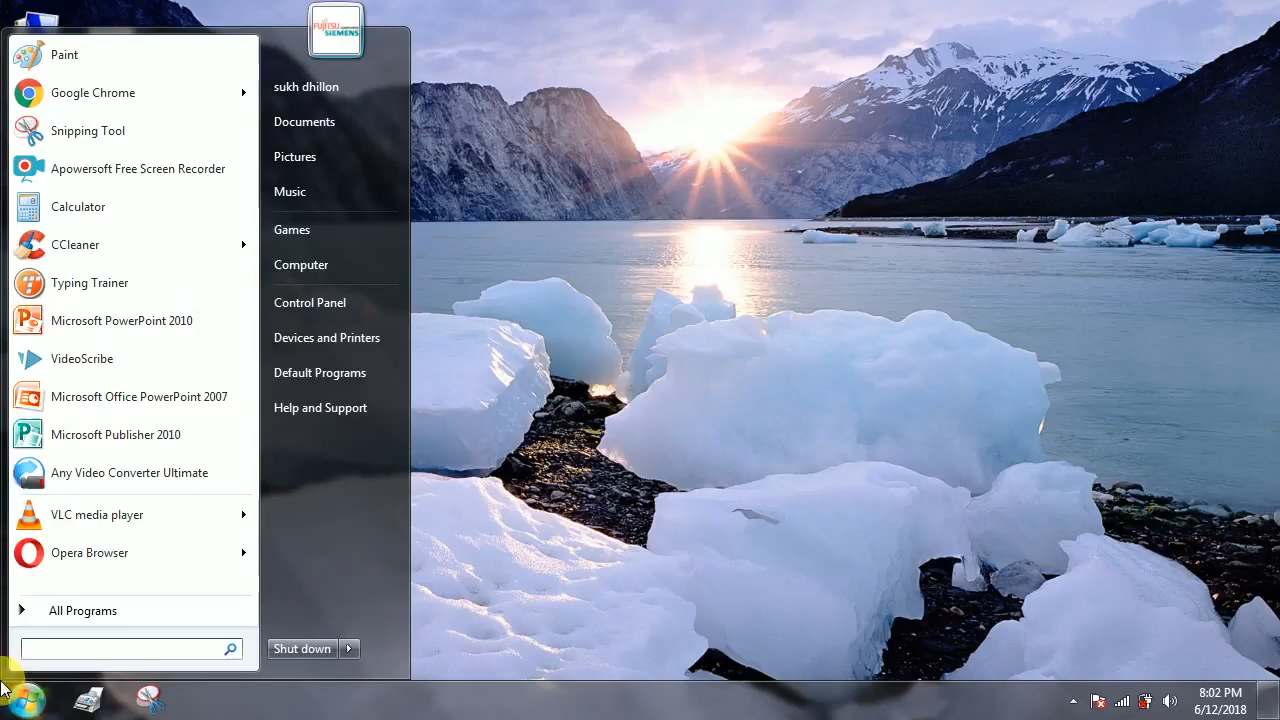 FUJITSU COMPUTERS
SIEMENS
Paint
Google Chrome
Snipping Tool
Apowersoft Free Screen Recorder
Calculator
CCleaner
Typing Trainer
Microsoft PowerPoint 2010
VideoScribe
Microsoft Office PowerPoint 2007
Microsoft Publisher 2010
Any Video Converter Ultimate
VLC media player
Opera Browser
All Programs
sukh dhillon
Documents
Pictures
Music
Games
Computer
Control Panel
Devices and Printers
Default Programs
Help and Support
Shut down
8:02 PM
6/12/2018